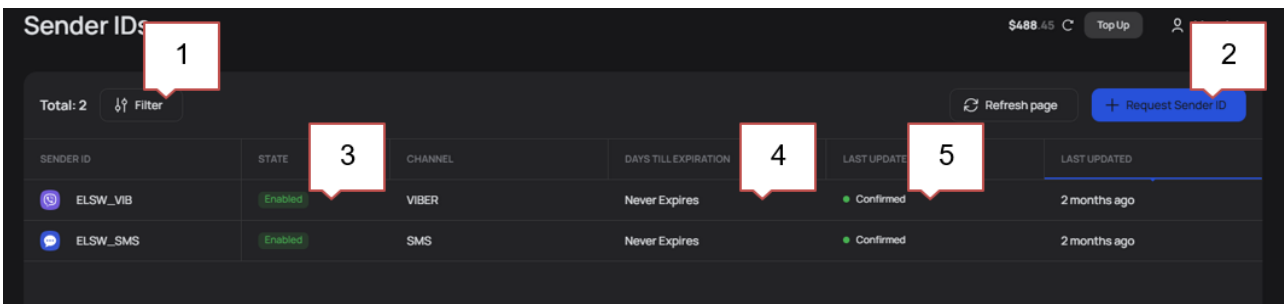 Sender IDs
$488.45
Top Up
1
2
Total: 2
Filter
Refresh page
+ Request Sender ID
SENDER ID STATE 3 CHANNEL DAYS TILL EXPIRATION 4 LAST UPDATE 5 LAST UPDATED
ELSW_VIB Enabled VIBER Never Expires Confirmed 2 months ago
ELSW_SMS Enabled SMS Never Expires Confirmed 2 months ago